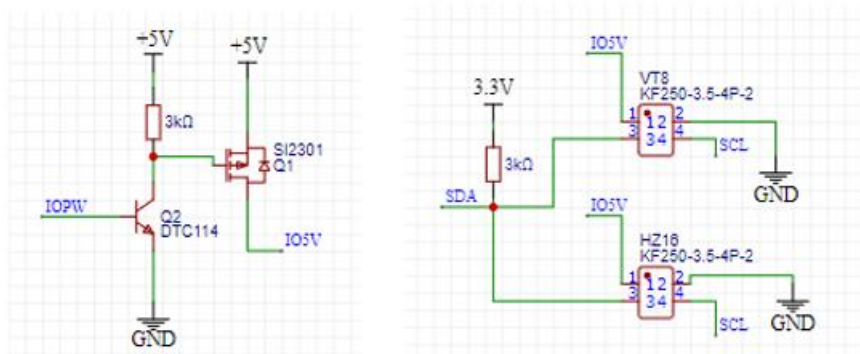 +5V
+5V
3kΩ
SI2301
Q1
IOPW
Q2
DTC114
IO5V
GND
IO5V
VT8
KF250-3.5-4P-2
3.3V
1 12 2
3 34 4
3kΩ
SCL
SDA
GND
IO5V
HZ16
KF250-3.5-4P-2
1 12 2
3 34 4
GND
SCL